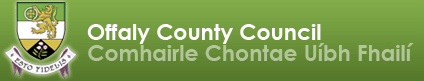 Offaly County Council
Comhairle Chontae Uíbh Fhailí
ESTO FIDELIS